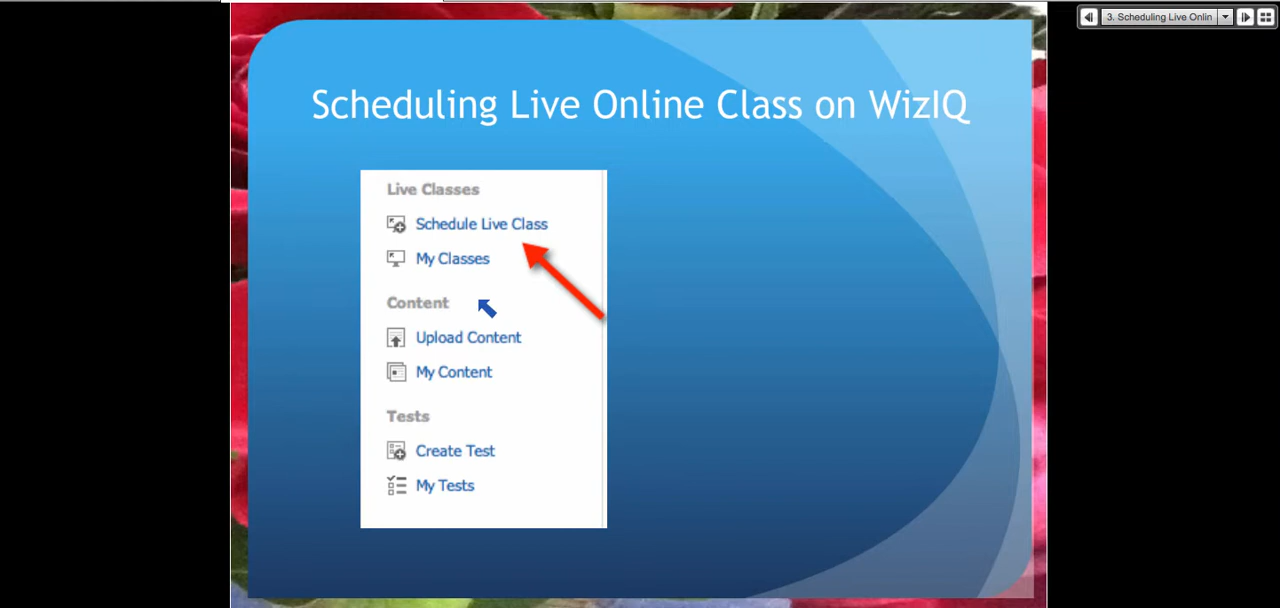 3. Scheduling Live Onlin
Scheduling Live Online Class on WizIQ
Live Classes
Schedule Live Class
My Classes
Content
Upload Content
My Content
Tests
Create Test
My Tests